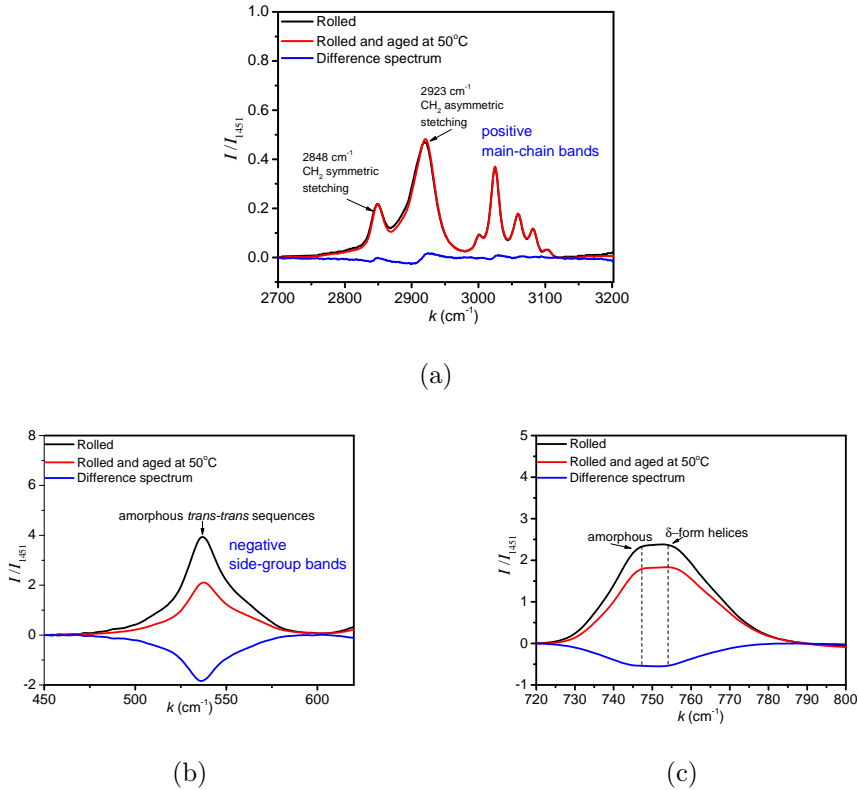 1.0
0.8
0.6
0.4
0.2
0.0
I / I1451
Rolled
Rolled and aged at 50°C
Difference spectrum
2923 cm-1
CH2 asymmetric
stetching
2848 cm-1
CH2 symmetric
stetching
positive
main-chain bands
2700 2800 2900 3000 3100 3200
k (cm-1)
(a)
8
6
4
2
0
-2
I / I1451
Rolled
Rolled and aged at 50°C
Difference spectrum
amorphous trans-trans sequences
negative
side-group bands
450 500 550 600
k (cm-1)
(b)
5
4
3
2
1
0
-1
I / I1451
Rolled
Rolled and aged at 50°C
Difference spectrum
amorphous
δ–form helices
720 730 740 750 760 770 780 790 800
k (cm-1)
(c)